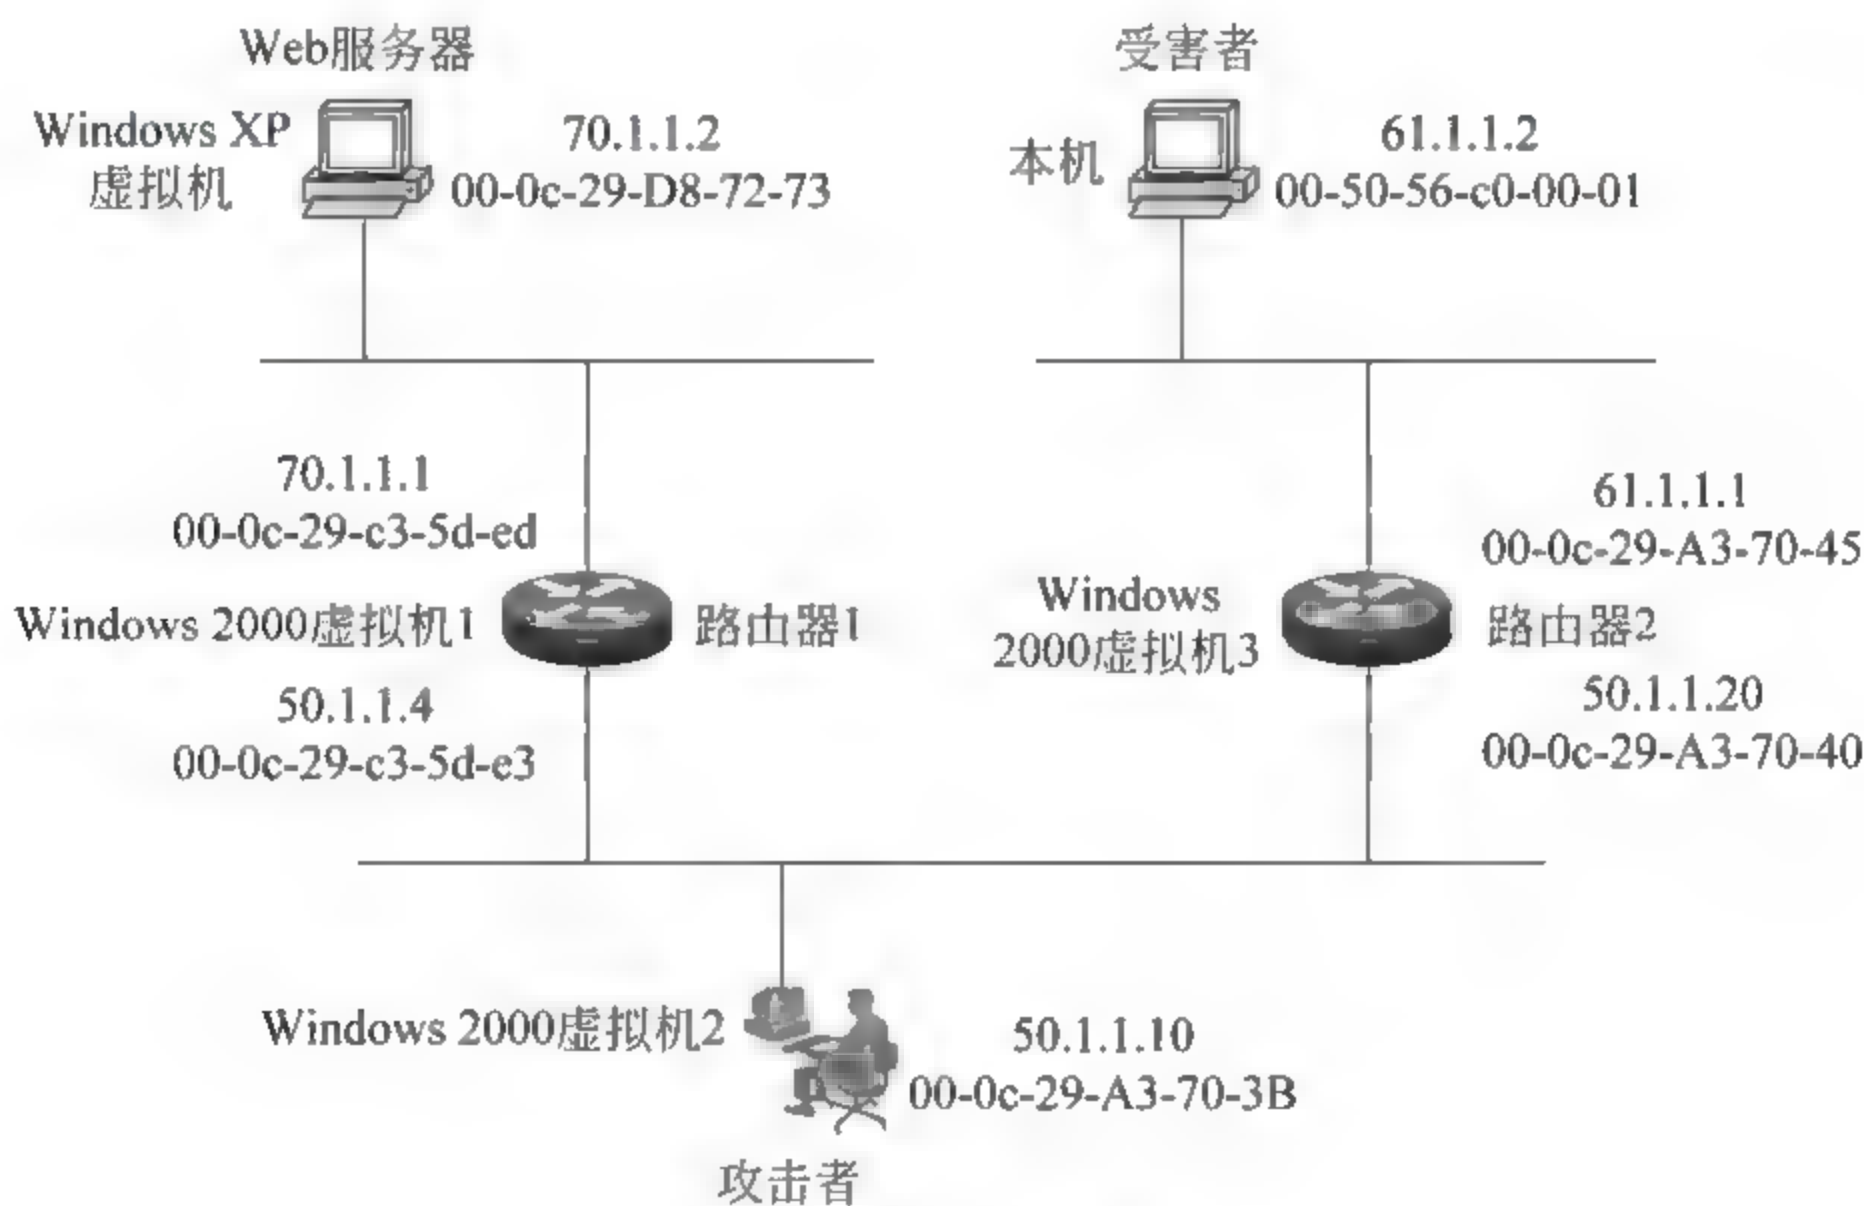 Web服务器
Windows XP
虚拟机
70.1.1.2
00-0c-29-D8-72-73
受害者
本机
61.1.1.2
00-50-56-c0-00-01
70.1.1.1
00-0c-29-c3-5d-ed
Windows 2000虚拟机1
路由器1
50.1.1.4
00-0c-29-c3-5d-e3
61.1.1.1
00-0c-29-A3-70-45
Windows
2000虚拟机3
路由器2
50.1.1.20
00-0c-29-A3-70-40
Windows 2000虚拟机2
50.1.1.10
00-0c-29-A3-70-3B
攻击者